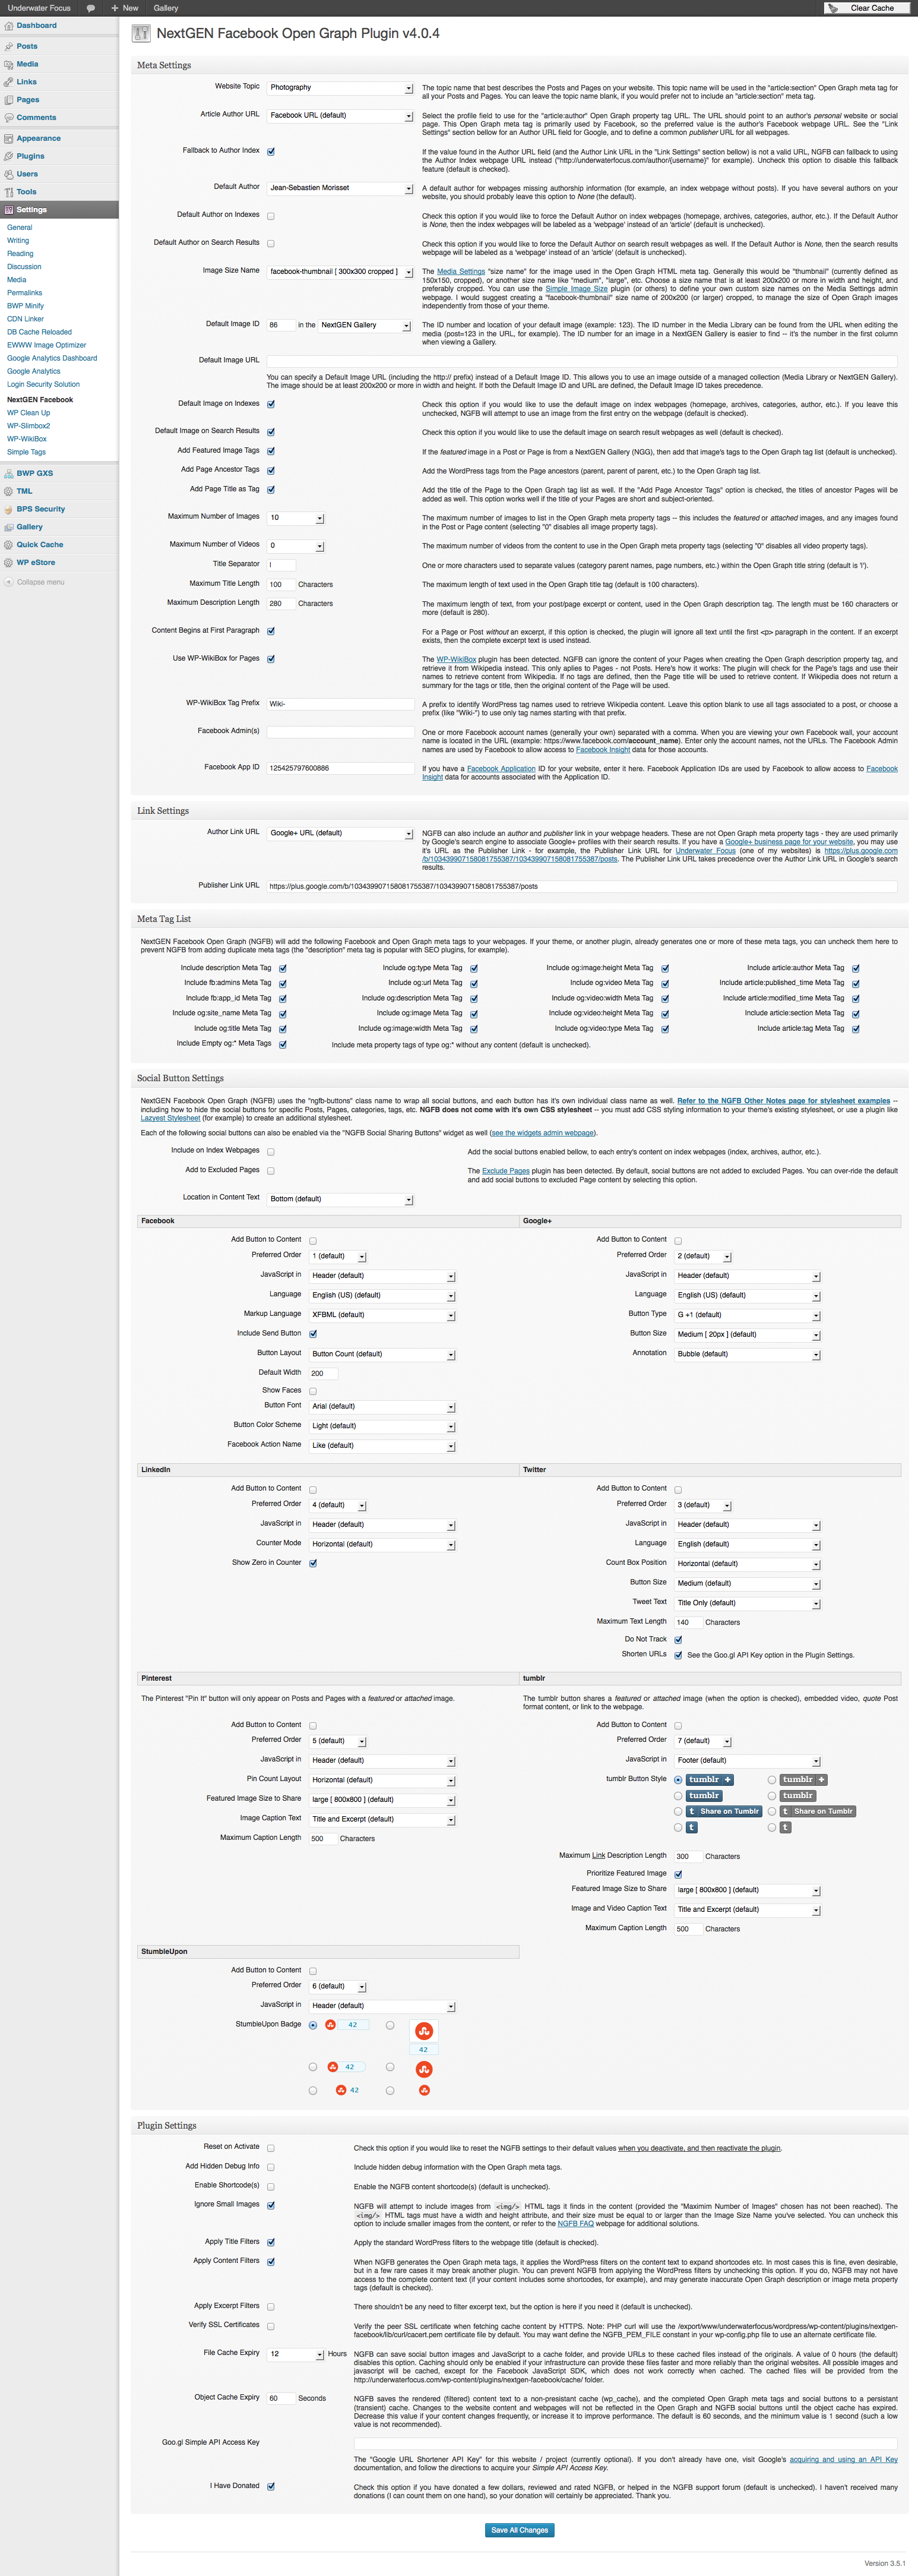 Underwater Focus
New
Gallery
Clear Cache
Dashboard
Posts
Media
Links
Pages
Comments
Appearance
Plugins
Users
Tools
Settings
General
Writing
Reading
Discussion
Media
Permalinks
BWP Minify
CDN Linker
DB Cache Reloaded
EWWW Image Optimizer
Google Analytics Dashboard
Google Analytics
Login Security Solution
NextGEN Facebook
WP Clean Up
WP-Slimbox2
WP-WikiBox
Simple Tags
BWP GXS
TML
BPS Security
Gallery
Quick Cache
WP eStore
Collapse menu
NextGEN Facebook Open Graph Plugin v4.0.4
Meta Settings
Website Topic
Photography
The topic name that best describes the Posts and Pages on your website. This topic name will be used in the "article:section" Open Graph meta tag for
all your Posts and Pages. You can leave the topic name blank, if you would prefer not to include an "article:section" meta tag.
Article Author URL
Facebook URL (default)
Select the profile field to use for the "article:author" Open Graph property tag URL. The URL should point to an author's personal website or social
page. This Open Graph meta tag is primarily used by Facebook, so the preferred value is the author's Facebook webpage URL. See the "Link
Settings" section bellow for an Author URL field for Google, and to define a common publisher URL for all webpages.
Fallback to Author Index
If the value found in the Author URL field (and the Author Link URL in the "Link Settings" section bellow) is not a valid URL, NGFB can fallback to using
the Author Index webpage URL instead ("http://underwaterfocus.com/author/{username}" for example). Uncheck this option to disable this fallback
feature (default is checked).
Default Author
Jean-Sebastien Morisset
A default author for webpages missing authorship information (for example, an index webpage without posts). If you have several authors on your
website, you should probably leave this option to None (the default).
Default Author on Indexes
Check this option if you would like to force the Default Author on index webpages (homepage, archives, categories, author, etc.). If the Default Author
is None, then the index webpages will be labeled as a 'webpage' instead of an 'article' (default is unchecked).
Default Author on Search Results
Check this option if you would like to force the Default Author on search result webpages as well. If the Default Author is None, then the search results
webpage will be labeled as a 'webpage' instead of an 'article' (default is unchecked).
Image Size Name
facebook-thumbnail [ 300x300 cropped ]
The Media Settings "size name" for the image used in the Open Graph HTML meta tag. Generally this would be "thumbnail" (currently defined as
150x150, cropped), or another size name like "medium", "large", etc. Choose a size name that is at least 200x200 or more in width and height, and
preferably cropped. You can use the Simple Image Size plugin (or others) to define your own custom size names on the Media Settings admin
webpage. I would suggest creating a "facebook-thumbnail" size name of 200x200 (or larger) cropped, to manage the size of Open Graph images
independently from those of your theme.
Default Image ID
86 in the NextGEN Gallery
The ID number and location of your default image (example: 123). The ID number in the Media Library can be found from the URL when editing the
media (post=123 in the URL, for example). The ID number for an image in a NextGEN Gallery is easier to find -- it's the number in the first column
when viewing a Gallery.
Default Image URL
You can specify a Default Image URL (including the http:// prefix) instead of a Default Image ID. This allows you to use an image outside of a managed collection (Media Library or NextGEN Gallery).
The image should be at least 200x200 or more in width and height. If both the Default Image ID and URL are defined, the Default Image ID takes precedence.
Default Image on Indexes
Check this option if you would like to use the default image on index webpages (homepage, archives, categories, author, etc.). If you leave this
unchecked, NGFB will attempt to use an image from the first entry on the webpage (default is checked).
Default Image on Search Results
Check this option if you would like to use the default image on search result webpages as well (default is checked).
Add Featured Image Tags
If the featured image in a Post or Page is from a NextGEN Gallery (NGG), then add that image's tags to the Open Graph tag list (default is unchecked).
Add Page Ancestor Tags
Add the WordPress tags from the Page ancestors (parent, parent of parent, etc.) to the Open Graph tag list.
Add Page Title as Tag
Add the title of the Page to the Open Graph tag list as well. If the "Add Page Ancestor Tags" option is checked, the titles of ancestor Pages will be
added as well. This option works well if the title of your Pages are short and subject-oriented.
Maximum Number of Images
10
The maximum number of images to list in the Open Graph meta property tags -- this includes the featured or attached images, and any images found
in the Post or Page content (selecting "0" disables all image property tags).
Maximum Number of Videos
0
The maximum number of videos from the content to use in the Open Graph meta property tags (selecting "0" disables all video property tags).
Title Separator
|
One or more characters used to separate values (category parent names, page numbers, etc.) within the Open Graph title string (default is '|').
Maximum Title Length
100 Characters
The maximum length of text used in the Open Graph title tag (default is 100 characters).
Maximum Description Length
280 Characters
The maximum length of text, from your post/page excerpt or content, used in the Open Graph description tag. The length must be 160 characters or
more (default is 280).
Content Begins at First Paragraph
For a Page or Post without an excerpt, if this option is checked, the plugin will ignore all text until the first <p> paragraph in the content. If an excerpt
exists, then the complete excerpt text is used instead.
Use WP-WikiBox for Pages
The WP-WikiBox plugin has been detected. NGFB can ignore the content of your Pages when creating the Open Graph description property tag, and
retrieve it from Wikipedia instead. This only aplies to Pages - not Posts. Here's how it works: The plugin will check for the Page's tags and use their
names to retrieve content from Wikipedia. If no tags are defined, then the Page title will be used to retrieve content. If Wikipedia does not return a
summary for the tags or title, then the original content of the Page will be used.
WP-WikiBox Tag Prefix
Wiki-
A prefix to identify WordPress tag names used to retrieve Wikipedia content. Leave this option blank to use all tags associated to a post, or choose a
prefix (like "Wiki-") to use only tag names starting with that prefix.
Facebook Admin(s)
One or more Facebook account names (generally your own) separated with a comma. When you are viewing your own Facebook wall, your account
name is located in the URL (example: https://www.facebook.com/account_name). Enter only the account names, not the URLs. The Facebook Admin
names are used by Facebook to allow access to Facebook Insight data for those accounts.
Facebook App ID
125425797600886
If you have a Facebook Application ID for your website, enter it here. Facebook Application IDs are used by Facebook to allow access to Facebook
Insight data for accounts associated with the Application ID.
Link Settings
Author Link URL
Google+ URL (default)
NGFB can also include an author and publisher link in your webpage headers. These are not Open Graph meta property tags - they are used primarily
by Google's search engine to associate Google+ profiles with their search results. If you have a Google+ business page for your website, you may use
it's URL as the Publisher Link - for example, the Publisher Link URL for Underwater Focus (one of my websites) is https://plus.google.com
/b/103439907158081755387/103439907158081755387/posts. The Publisher Link URL takes precedence over the Author Link URL in Google's search
results.
Publisher Link URL
https://plus.google.com/b/103439907158081755387/103439907158081755387/posts
Meta Tag List
NextGEN Facebook Open Graph (NGFB) will add the following Facebook and Open Graph meta tags to your webpages. If your theme, or another plugin, already generates one or more of these meta tags, you can uncheck them here to
prevent NGFB from adding duplicate meta tags (the "description" meta tag is popular with SEO plugins, for example).
Include description Meta Tag
Include og:type Meta Tag
Include og:image:height Meta Tag
Include article:author Meta Tag
Include fb:admins Meta Tag
Include og:url Meta Tag
Include og:video Meta Tag
Include article:published_time Meta Tag
Include fb:app_id Meta Tag
Include og:description Meta Tag
Include og:video:width Meta Tag
Include article:modified_time Meta Tag
Include og:site_name Meta Tag
Include og:image Meta Tag
Include og:video:height Meta Tag
Include article:section Meta Tag
Include og:title Meta Tag
Include og:image:width Meta Tag
Include og:video:type Meta Tag
Include article:tag Meta Tag
Include Empty og:* Meta Tags
Include meta property tags of type og:* without any content (default is unchecked).
Social Button Settings
NextGEN Facebook Open Graph (NGFB) uses the "ngfb-buttons" class name to wrap all social buttons, and each button has it's own individual class name as well. Refer to the NGFB Other Notes page for stylesheet examples --
including how to hide the social buttons for specific Posts, Pages, categories, tags, etc. NGFB does not come with it's own CSS stylesheet -- you must add CSS styling information to your theme's existing stylesheet, or use a plugin like
Lazyest Stylesheet (for example) to create an additional stylesheet.
Each of the following social buttons can also be enabled via the "NGFB Social Sharing Buttons" widget as well (see the widgets admin webpage).
Include on Index Webpages
Add the social buttons enabled bellow, to each entry's content on index webpages (index, archives, author, etc.).
Add to Excluded Pages
The Exclude Pages plugin has been detected. By default, social buttons are not added to excluded Pages. You can over-ride the default
and add social buttons to excluded Page content by selecting this option.
Location in Content Text
Bottom (default)
Facebook
Add Button to Content
Preferred Order
1 (default)
JavaScript in
Header (default)
Language
English (US) (default)
Markup Language
XFBML (default)
Include Send Button
Button Layout
Button Count (default)
Default Width
200
Show Faces
Button Font
Arial (default)
Button Color Scheme
Light (default)
Facebook Action Name
Like (default)
Google+
Add Button to Content
Preferred Order
2 (default)
JavaScript in
Header (default)
Language
English (US) (default)
Button Type
G +1 (default)
Button Size
Medium [ 20px ] (default)
Annotation
Bubble (default)
LinkedIn
Add Button to Content
Preferred Order
4 (default)
JavaScript in
Header (default)
Counter Mode
Horizontal (default)
Show Zero in Counter
Twitter
Add Button to Content
Preferred Order
3 (default)
JavaScript in
Header (default)
Language
English (default)
Count Box Position
Horizontal (default)
Button Size
Medium (default)
Tweet Text
Title Only (default)
Maximum Text Length
140 Characters
Do Not Track
Shorten URLs
See the Goo.gl API Key option in the Plugin Settings.
Pinterest
The Pinterest "Pin It" button will only appear on Posts and Pages with a featured or attached image.
Add Button to Content
Preferred Order
5 (default)
JavaScript in
Header (default)
Pin Count Layout
Horizontal (default)
Featured Image Size to Share
large [ 800x800 ] (default)
Image Caption Text
Title and Excerpt (default)
Maximum Caption Length
500 Characters
tumblr
The tumblr button shares a featured or attached image (when the option is checked), embedded video, quote Post
format content, or link to the webpage.
Add Button to Content
Preferred Order
7 (default)
JavaScript in
Footer (default)
tumblr Button Style
tumblr +
tumblr +
tumblr
tumblr
t Share on Tumblr
t Share on Tumblr
t
t
Maximum Link Description Length
300 Characters
Prioritize Featured Image
Featured Image Size to Share
large [ 800x800 ] (default)
Image and Video Caption Text
Title and Excerpt (default)
Maximum Caption Length
500 Characters
StumbleUpon
Add Button to Content
Preferred Order
6 (default)
JavaScript in
Header (default)
StumbleUpon Badge
42
42
42
42
Plugin Settings
Reset on Activate
Check this option if you would like to reset the NGFB settings to their default values when you deactivate, and then reactivate the plugin.
Add Hidden Debug Info
Include hidden debug information with the Open Graph meta tags.
Enable Shortcode(s)
Enable the NGFB content shortcode(s) (default is unchecked).
Ignore Small Images
NGFB will attempt to include images from <img/> HTML tags it finds in the content (provided the "Maximim Number of Images" chosen has not been reached). The
<img/> HTML tags must have a width and height attribute, and their size must be equal to or larger than the Image Size Name you've selected. You can uncheck this
option to include smaller images from the content, or refer to the NGFB FAQ webpage for additional solutions.
Apply Title Filters
Apply the standard WordPress filters to the webpage title (default is checked).
Apply Content Filters
When NGFB generates the Open Graph meta tags, it applies the WordPress filters on the content text to expand shortcodes etc. In most cases this is fine, even desirable,
but in a few rare cases it may break another plugin. You can prevent NGFB from applying the WordPress filters by unchecking this option. If you do, NGFB may not have
access to the complete content text (if your content includes some shortcodes, for example), and may generate inaccurate Open Graph description or image meta property
tags (default is checked).
Apply Excerpt Filters
There shouldn't be any need to filter excerpt text, but the option is here if you need it (default is unchecked).
Verify SSL Certificates
Verify the peer SSL certificate when fetching cache content by HTTPS. Note: PHP curl will use the /export/www/underwaterfocus/wordpress/wp-content/plugins/nextgen-
facebook/lib/curl/cacert.pem certificate file by default. You may want define the NGFB_PEM_FILE constant in your wp-config.php file to use an alternate certificate file.
File Cache Expiry
12 Hours
NGFB can save social button images and JavaScript to a cache folder, and provide URLs to these cached files instead of the originals. A value of 0 hours (the default)
disables this option. Caching should only be enabled if your infrastructure can provide these files faster and more reliably than the original websites. All possible images and
javascript will be cached, except for the Facebook JavaScript SDK, which does not work correctly when cached. The cached files will be provided from the
http://underwaterfocus.com/wp-content/plugins/nextgen-facebook/cache/ folder.
Object Cache Expiry
60 Seconds
NGFB saves the rendered (filtered) content text to a non-presistant cache (wp_cache), and the completed Open Graph meta tags and social buttons to a persistant
(transient) cache. Changes to the website content and webpages will not be reflected in the Open Graph and NGFB social buttons until the object cache has expired.
Decrease this value if your content changes frequently, or increase it to improve performance. The default is 60 seconds, and the minimum value is 1 second (such a low
value is not recommended).
Goo.gl Simple API Access Key
The "Google URL Shortener API Key" for this website / project (currently optional). If you don't already have one, visit Google's acquiring and using an API Key
documentation, and follow the directions to acquire your Simple API Access Key.
I Have Donated
Check this option if you have donated a few dollars, reviewed and rated NGFB, or helped in the NGFB support forum (default is unchecked). I haven't received many
donations (I can count them on one hand), so your donation will certainly be appreciated. Thank you.
Save All Changes
Version 3.5.1